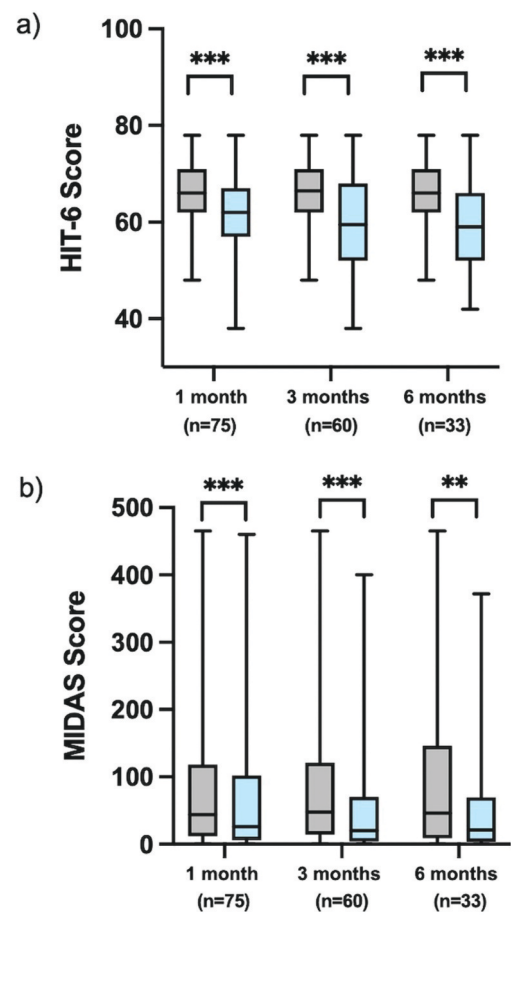 a)
HIT-6 Score
100
80
60
40
*** *** ***
1 month 3 months 6 months
(n=75) (n=60) (n=33)
b)
MIDAS Score
500
400
300
200
100
0
*** *** **
1 month 3 months 6 months
(n=75) (n=60) (n=33)